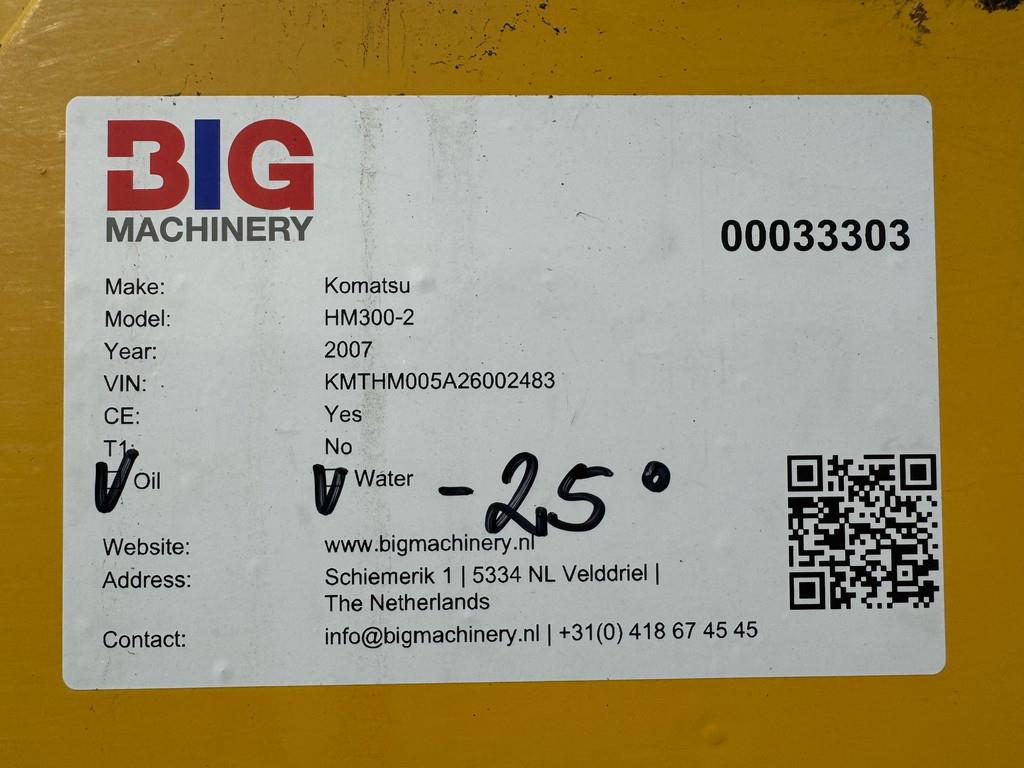 BIG
MACHINERY
00033303
Make: Komatsu
Model: HM300-2
Year: 2007
VIN: KMTHM005A26002483
CE: Yes
T1: No
V Oil V Water -25°
Website: www.bigmachinery.nl
Address: Schiemerik 1 | 5334 NL Velddriel |
The Netherlands
Contact: info@bigmachinery.nl | +31(0) 418 67 45 45